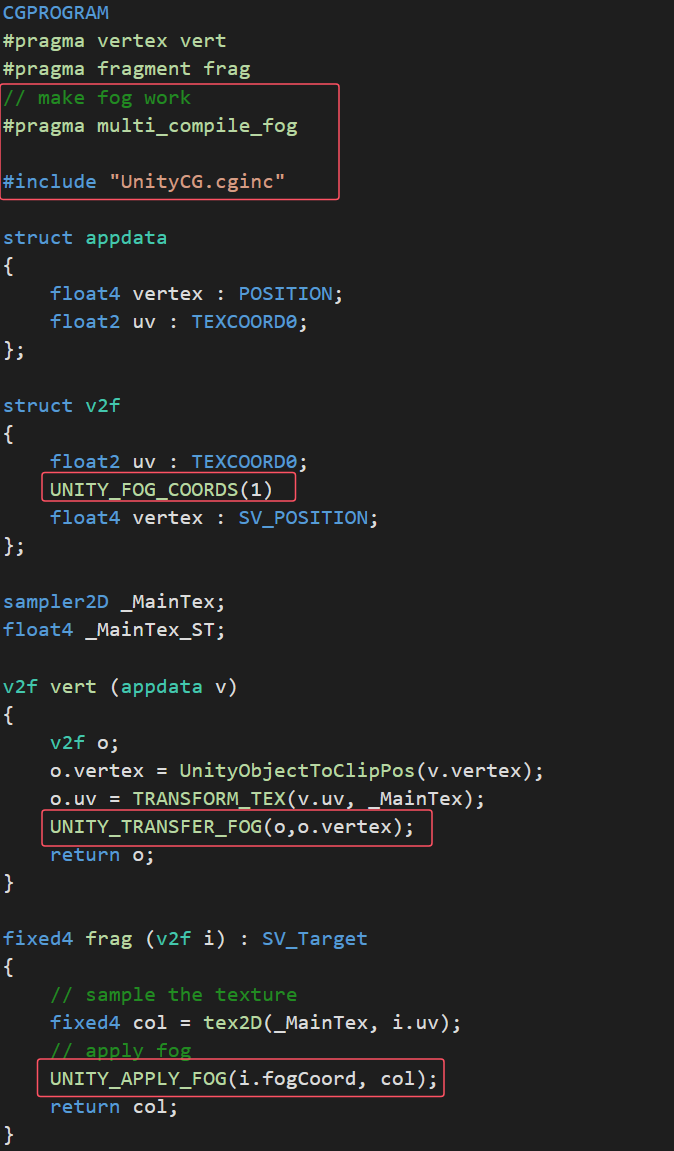 CGPROGRAM
#pragma vertex vert
#pragma fragment frag
// make fog work
#pragma multi_compile_fog
#include "UnityCG.cginc"
struct appdata
{
float4 vertex : POSITION;
float2 uv : TEXCOORD0;
};
struct v2f
{
float2 uv : TEXCOORD0;
UNITY_FOG_COORDS(1)
float4 vertex : SV_POSITION;
};
sampler2D _MainTex;
float4 _MainTex_ST;
v2f vert (appdata v)
{
v2f o;
o.vertex = UnityObjectToClipPos(v.vertex);
o.uv = TRANSFORM_TEX(v.uv, _MainTex);
UNITY_TRANSFER_FOG(o,o.vertex);
return o;
}
fixed4 frag (v2f i) : SV_Target
{
// sample the texture
fixed4 col = tex2D(_MainTex, i.uv);
// apply fog
UNITY_APPLY_FOG(i.fogCoord, col);
return col;
}